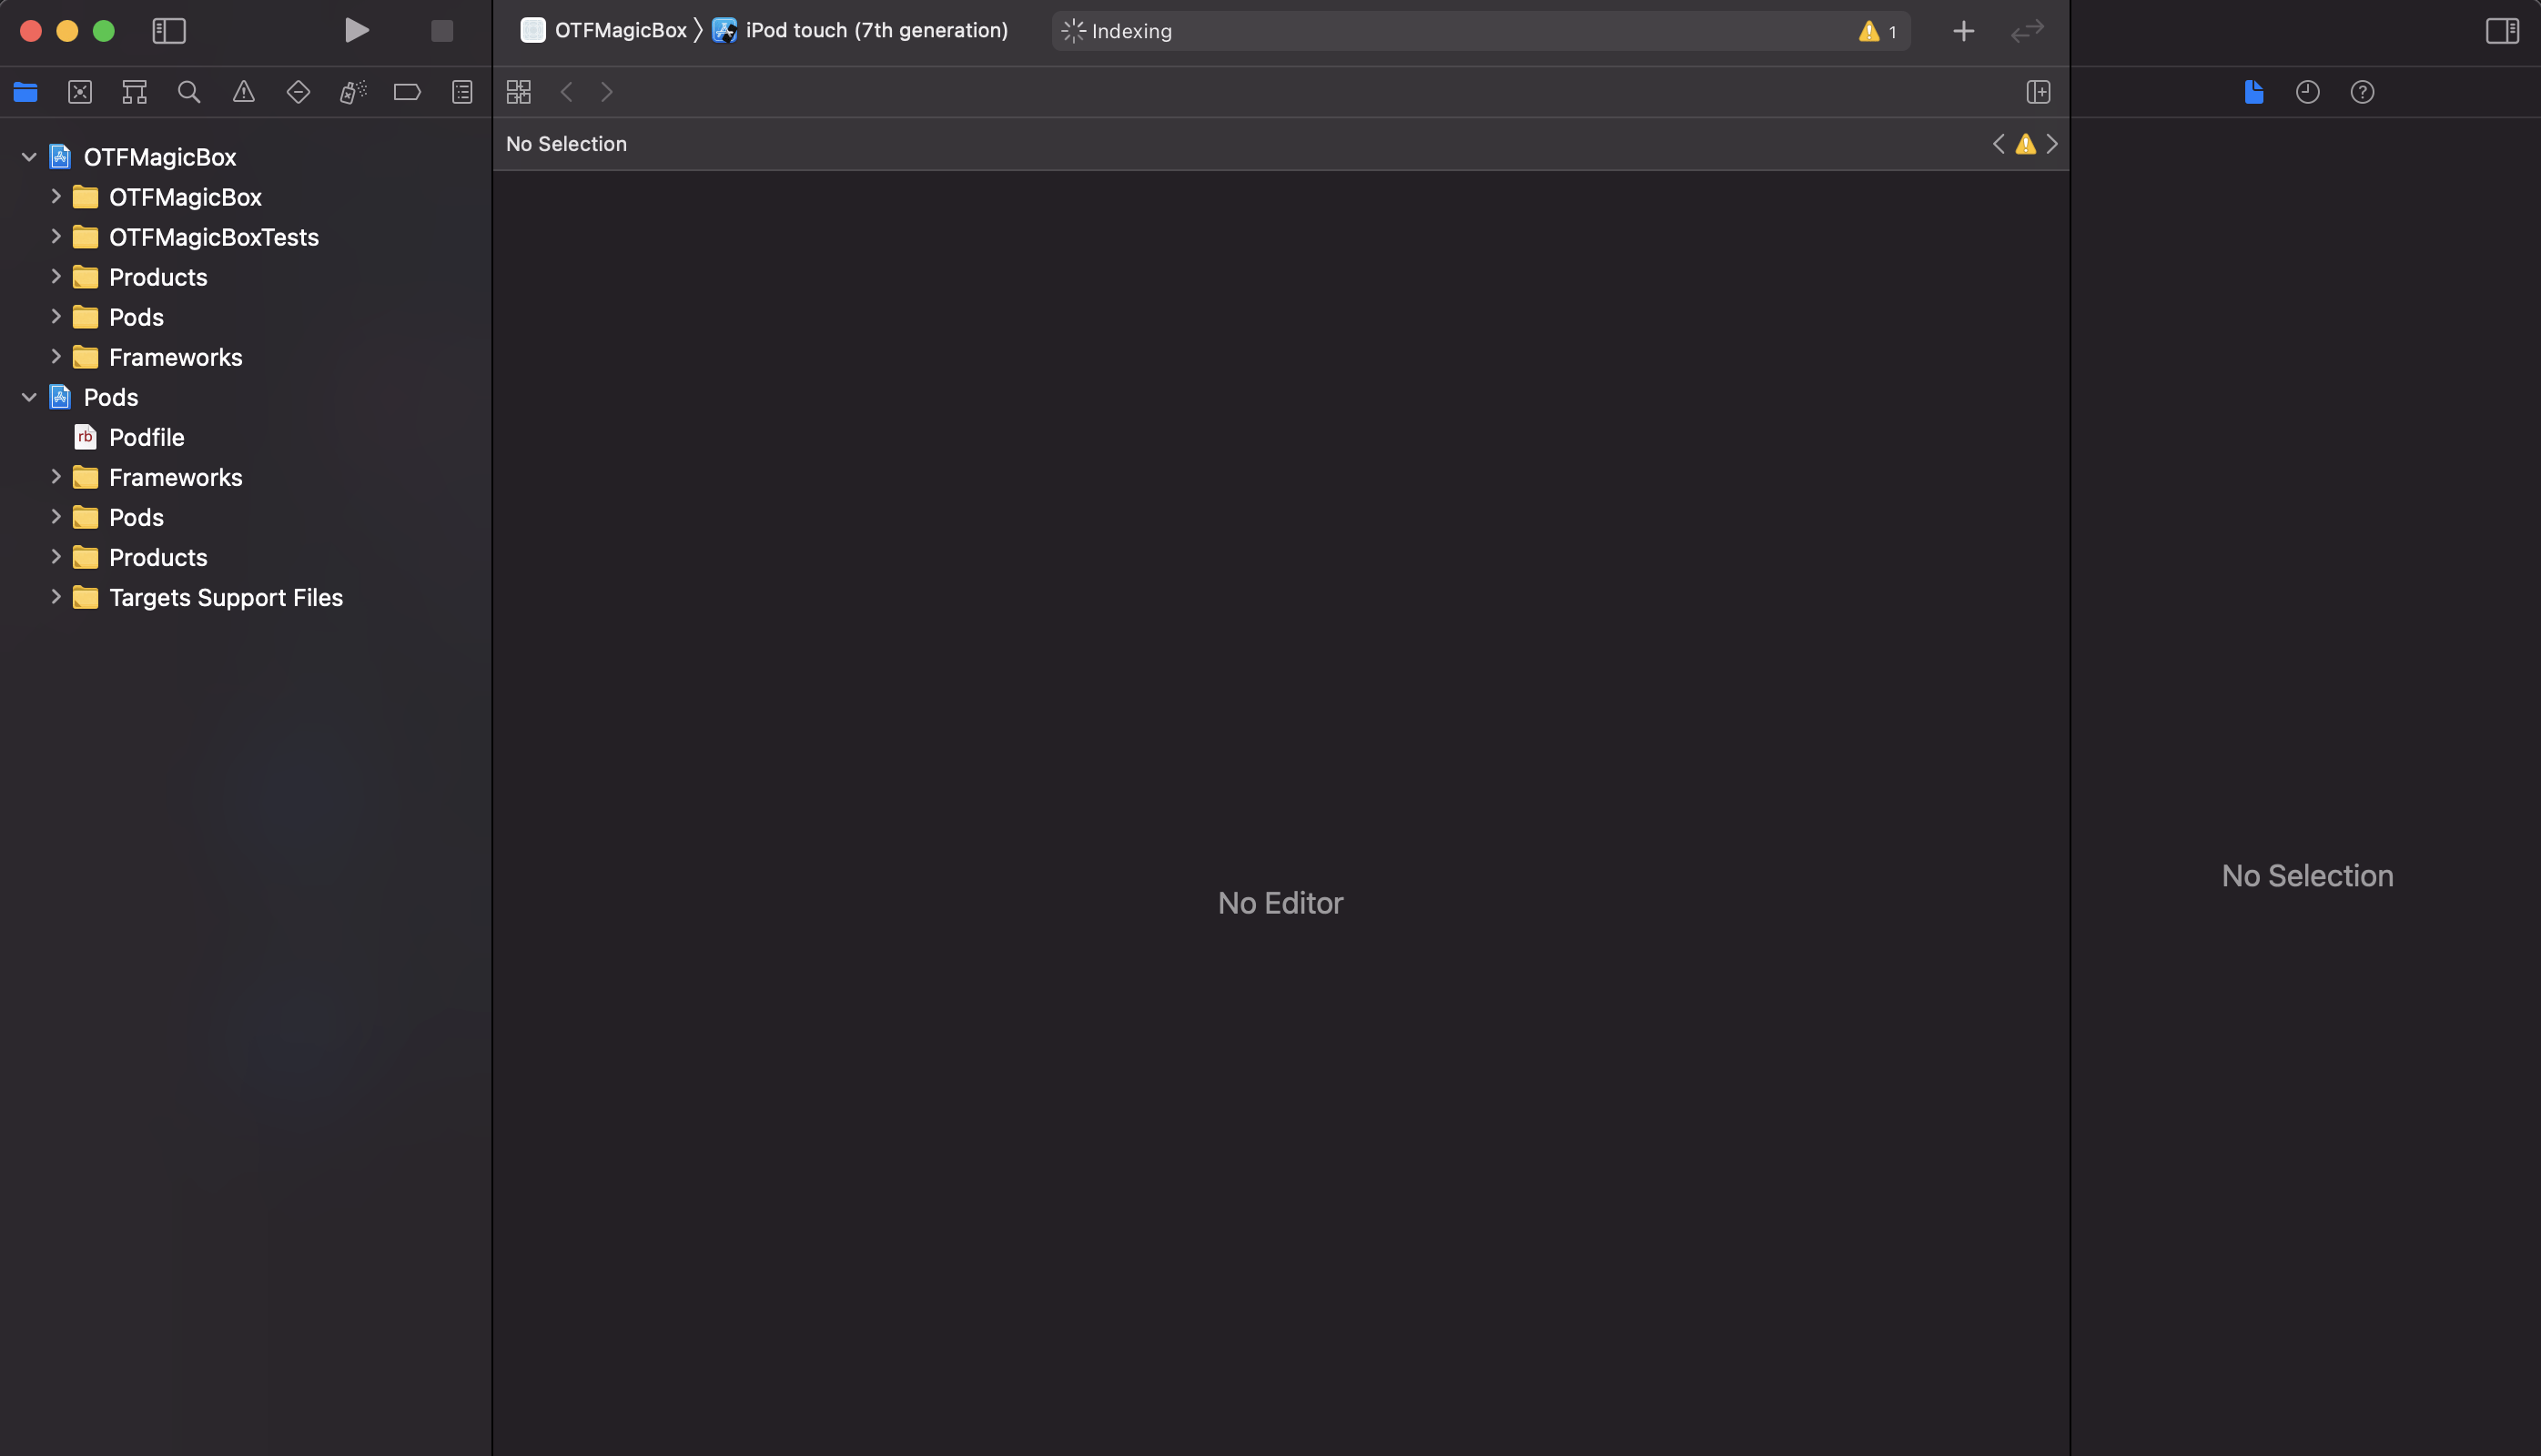 OTFMagicBox iPod touch (7th generation) Indexing 1
No Selection
OTFMagicBox
OTFMagicBox
OTFMagicBoxTests
Products
Pods
Frameworks
Pods
rb Podfile
Frameworks
Pods
Products
Targets Support Files
No Editor
No Selection